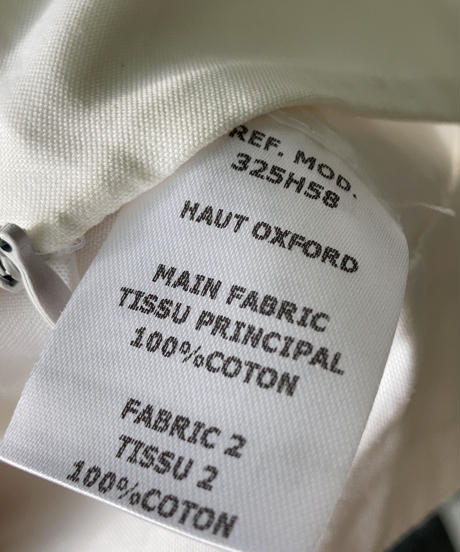 REF. MOD.
325H58
HAUT OXFORD
MAIN FABRIC
TISSU PRINCIPAL
100%COTON
FABRIC 2
TISSU 2
100%COTON